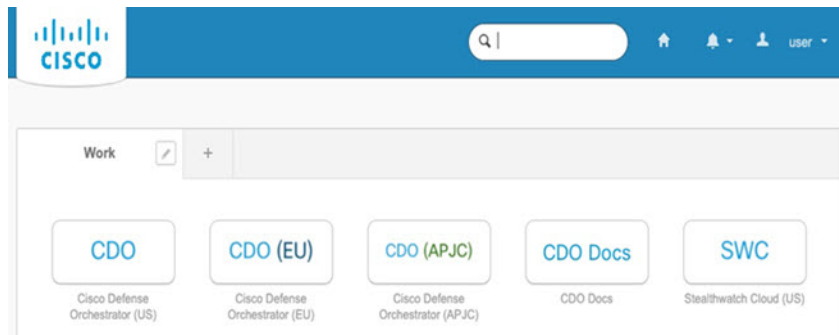 CISCO
user
Work
+
CDO
CDO (EU)
CDO (APJC)
CDO Docs
SWC
Cisco Defense
Orchestrator (US)
Cisco Defense
Orchestrator (EU)
Cisco Defense
Orchestrator (APJC)
CDO Docs
Stealthwatch Cloud (US)